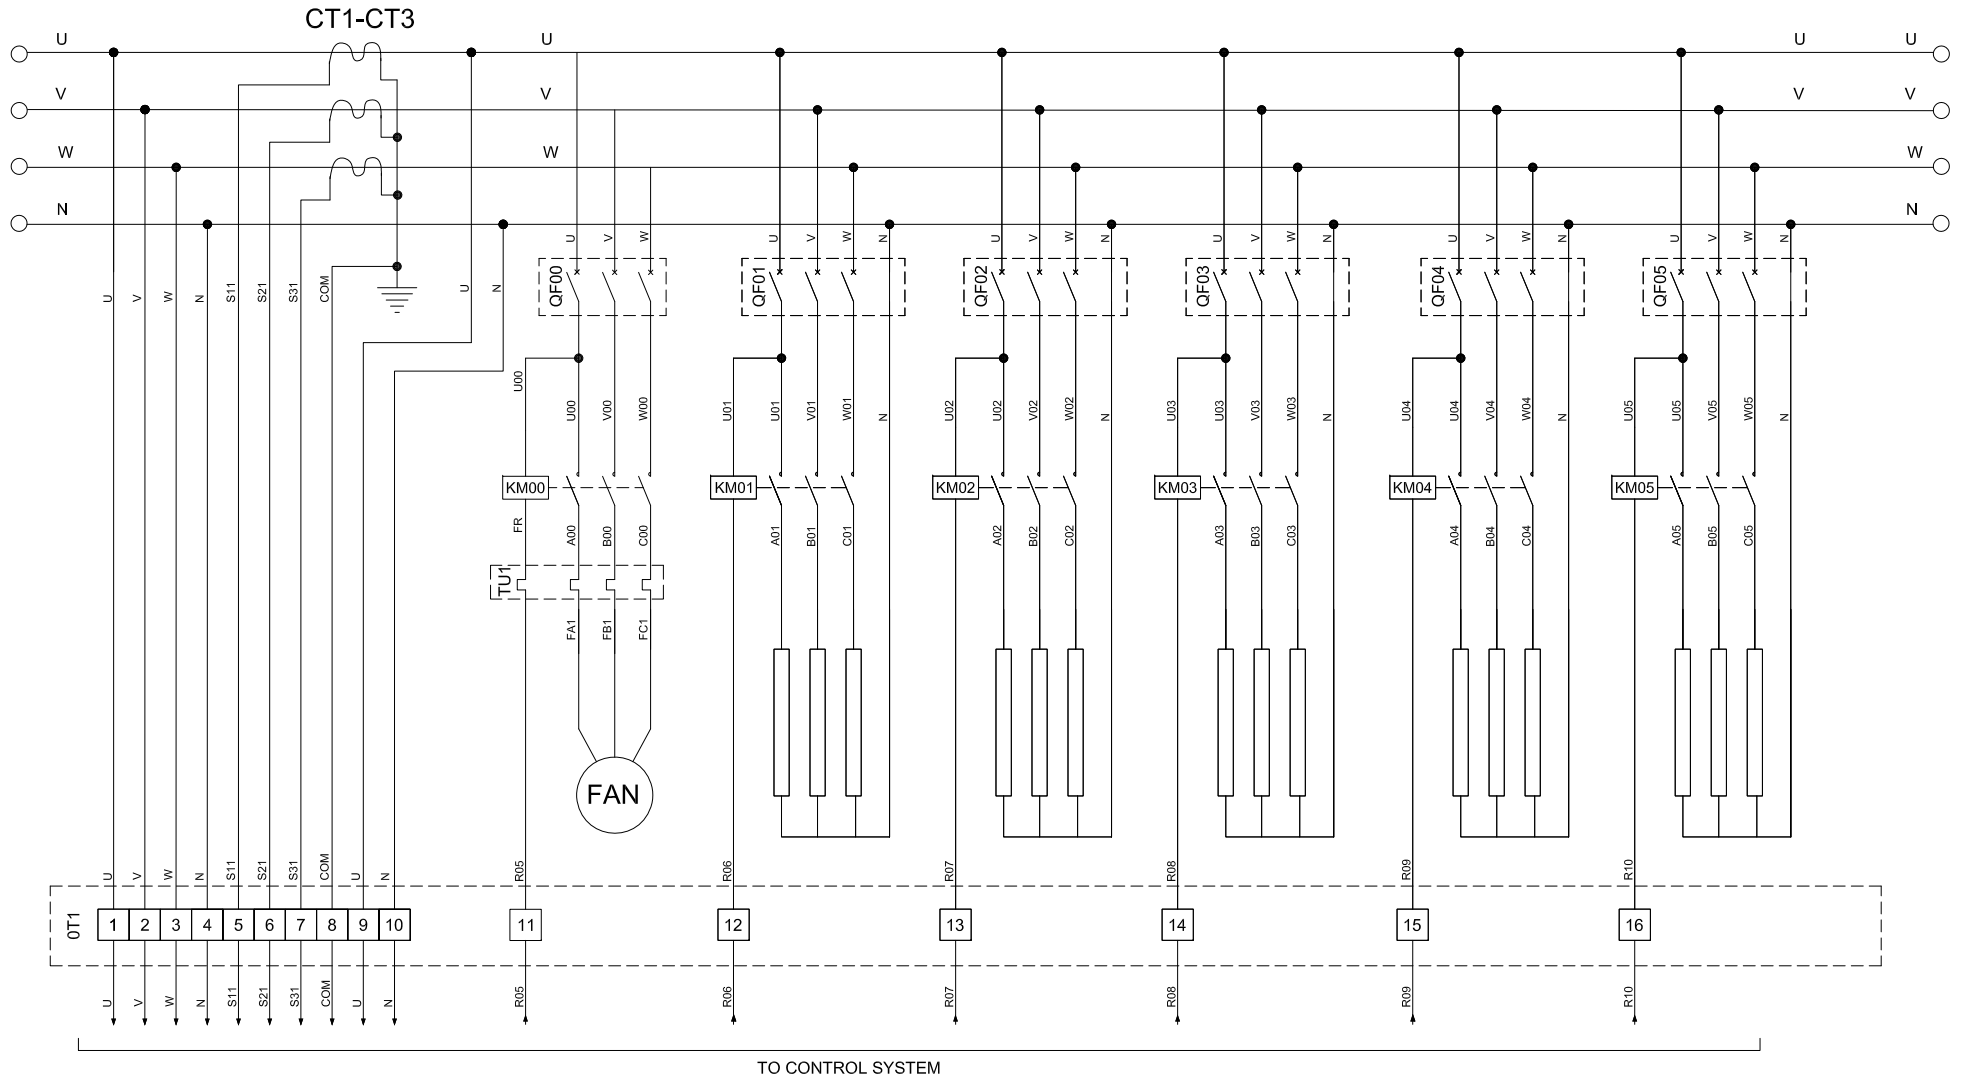 CT1-CT3
U U U U
V V V V
W W W
N N
U V W U V W N U V W N U V W N U V W N U V W N
QF00 QF01 QF02 QF03 QF04 QF05
U V W N S11 S21 S31 COM U N
U00 U00 V00 W00 U01 U01 V01 W01 N U02 U02 V02 W02 N U03 U03 V03 W03 N U04 U04 V04 W04 N U05 U05 V05 W05 N
KM00 KM01 KM02 KM03 KM04 KM05
FR A00 B00 C00 A01 B01 C01 A02 B02 C02 A03 B03 C03 A04 B04 C04 A05 B05 C05
TU1
FA1 FB1 FC1
FAN
U V W N S11 S21 S31 COM U N R05 R06 R07 R08 R09 R10
0T1 1 2 3 4 5 6 7 8 9 10 11 12 13 14 15 16
U V W N S11 S21 S31 COM U N R05 R06 R07 R08 R09 R10
TO CONTROL SYSTEM